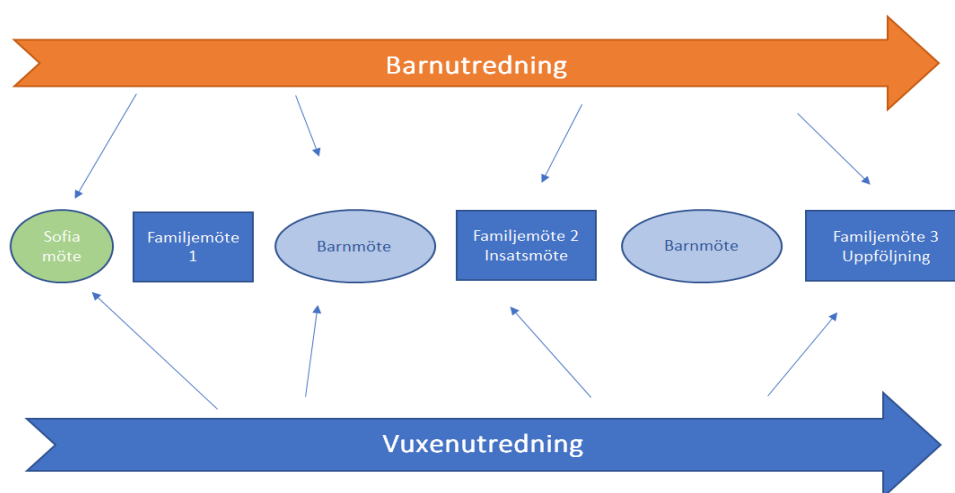 Barnutredning
Sofia
möte
Familjemöte
1
Barnmöte
Familjemöte 2
Insatsmöte
Barnmöte
Familjemöte 3
Uppföljning
Vuxenutredning